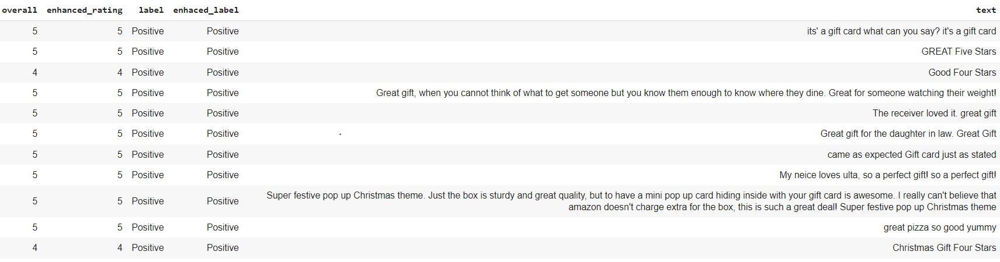 overall enhanced_rating label enhaced_label text
5 5 Positive Positive its' a gift card what can you say? it's a gift card
5 5 Positive Positive GREAT Five Stars
4 4 Positive Positive Good Four Stars
5 5 Positive Positive Great gift, when you cannot think of what to get someone but you know them enough to know where they dine. Great for someone watching their weight!
5 5 Positive Positive The receiver loved it. great gift
5 5 Positive Positive Great gift for the daughter in law. Great Gift
5 5 Positive Positive came as expected Gift card just as stated
5 5 Positive Positive My neice loves ulta, so a perfect gift! so a perfect gift!
5 5 Positive Positive Super festive pop up Christmas theme. Just the box is sturdy and great quality, but to have a mini pop up card hiding inside with your gift card is awesome. I really can't believe that
amazon doesn't charge extra for the box, this is such a great deal! Super festive pop up Christmas theme
5 5 Positive Positive great pizza so good yummy
4 4 Positive Positive Christmas Gift Four Stars